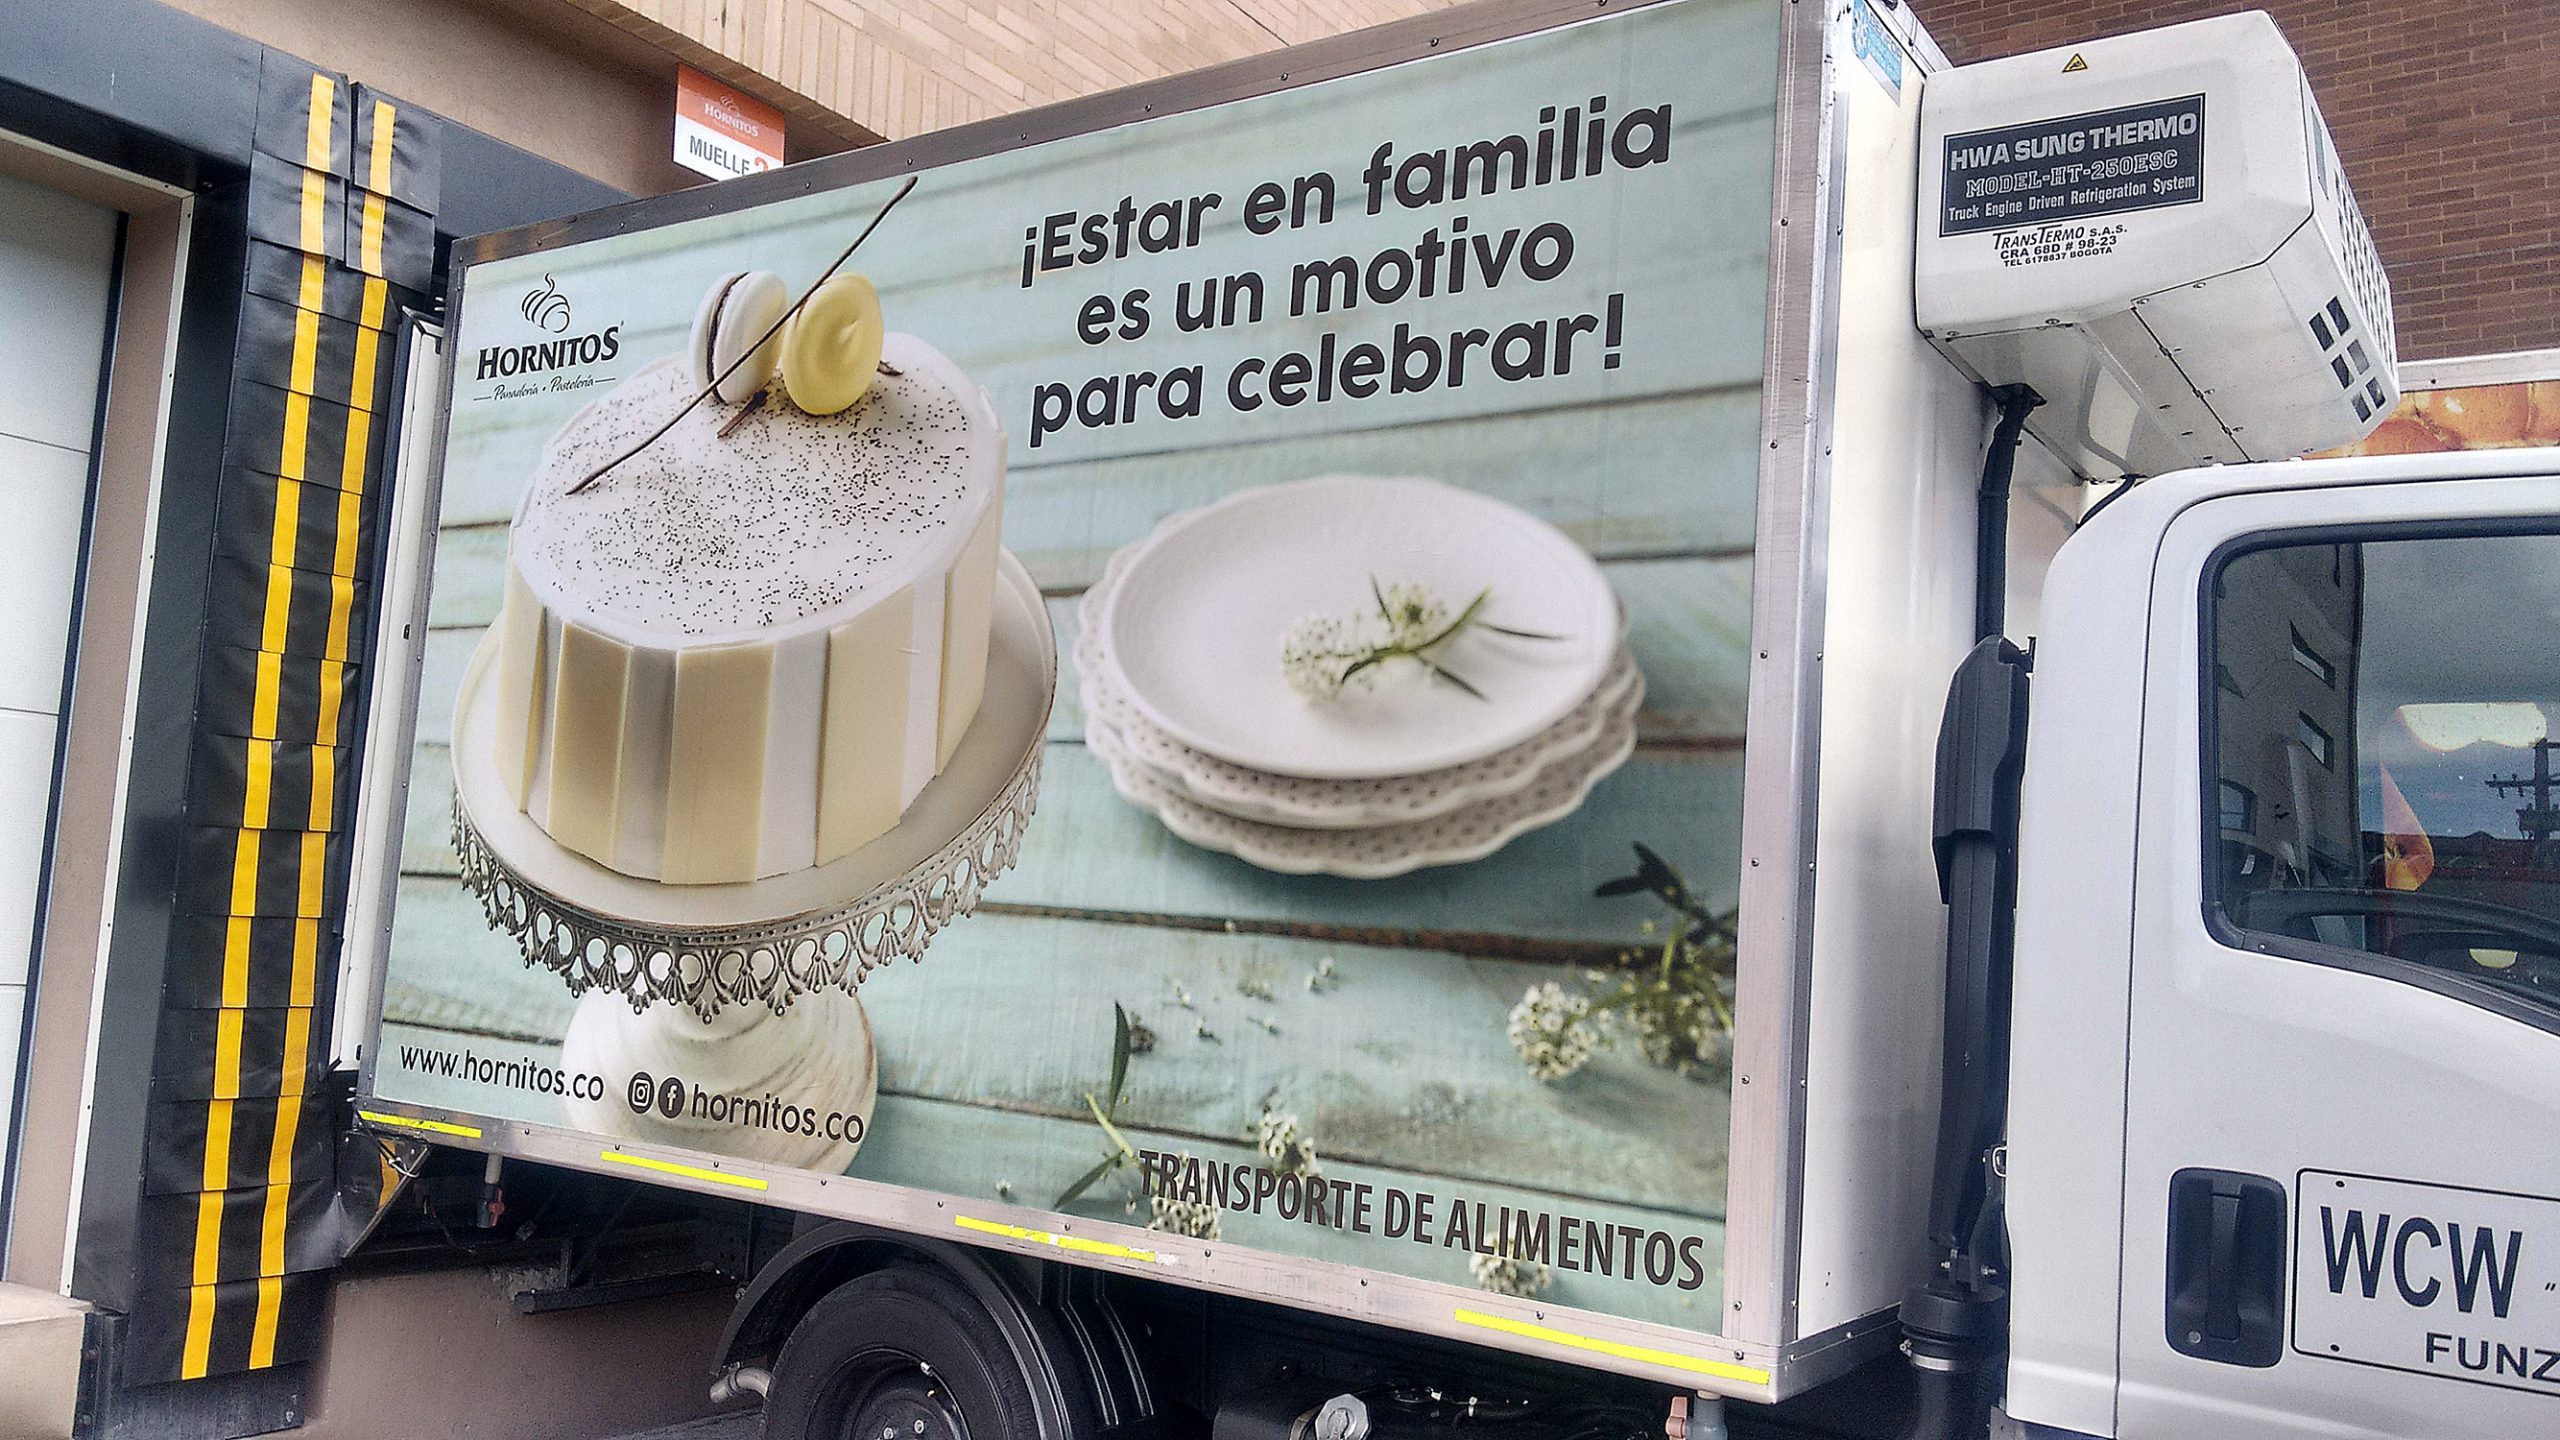 HORNITOS
MUELLE
¡Estar en familia
es un motivo
para celebrar!
HORNITOS
Panadería • Pastelería
HWA SUNG THERMO
MODEL-HT-250ESC
Truck Engine Driven Refrigeration System
TRANSTERMO S.A.S.
CRA 68D # 98-23
TEL 6178837 BOGOTA
www.hornitos.co
hornitos.co
TRANSPORTE DE ALIMENTOS
WCW
FUNZ